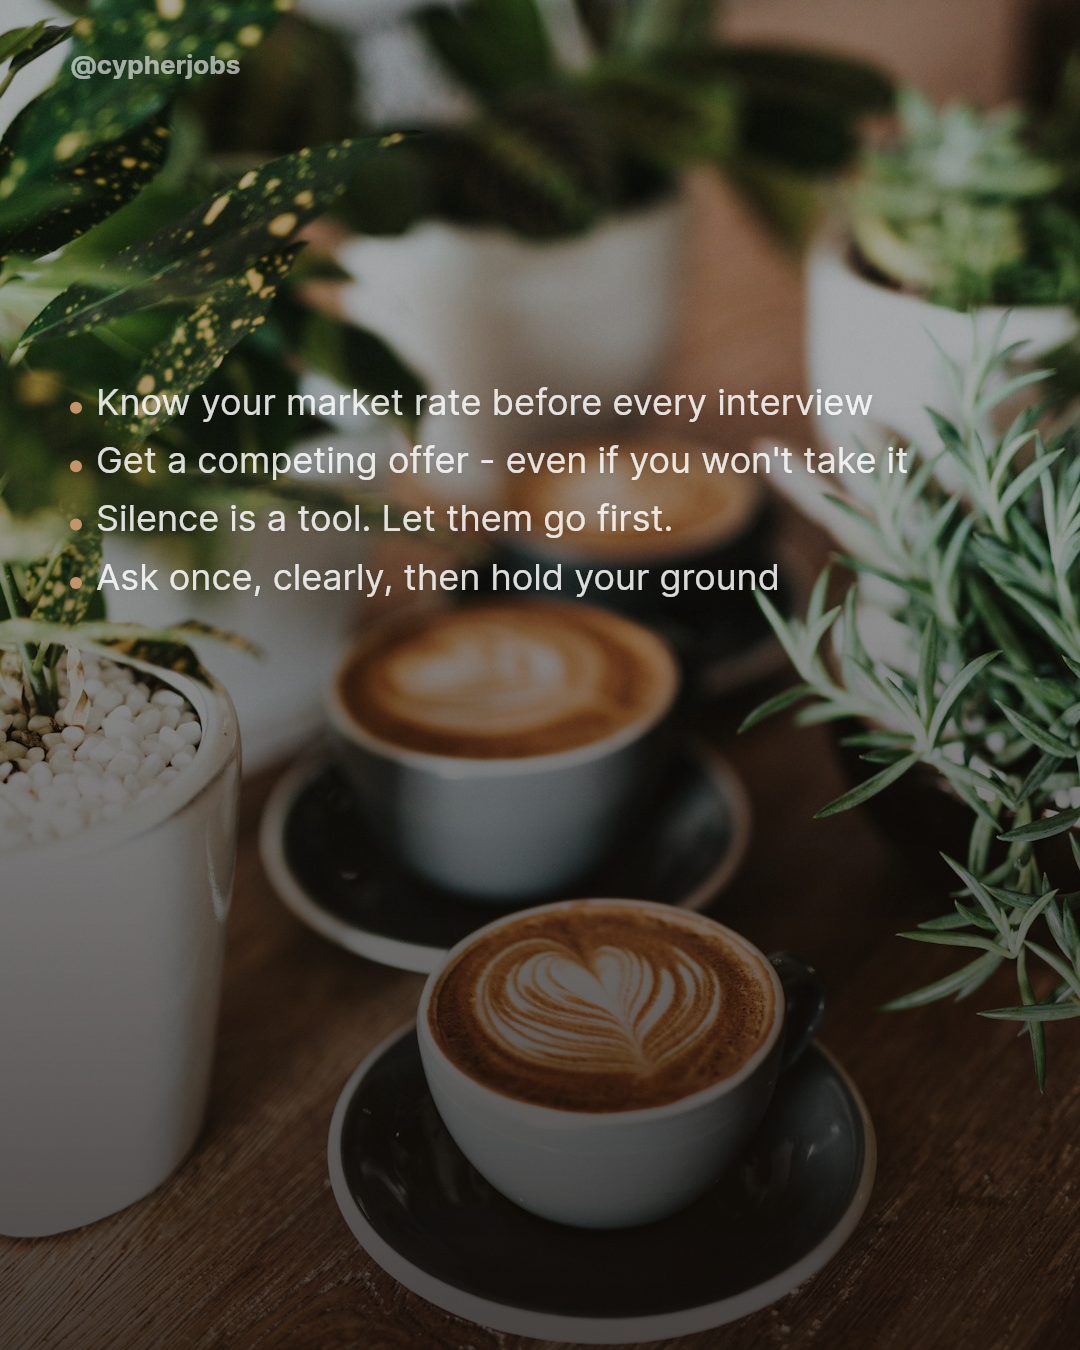 @cypherjobs
• Know your market rate before every interview
• Get a competing offer - even if you won't take it
• Silence is a tool. Let them go first.
• Ask once, clearly, then hold your ground